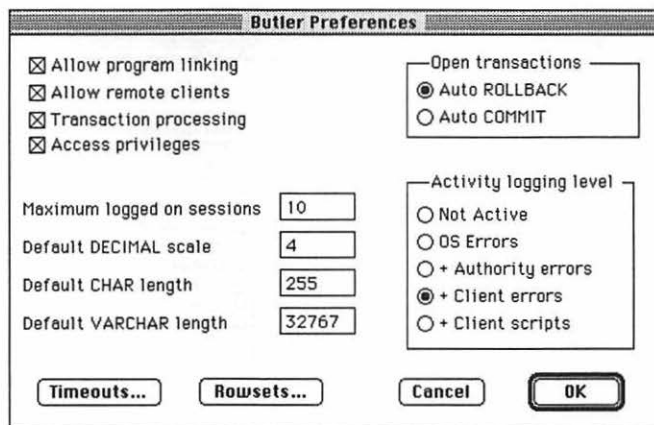 Butler Preferences
Allow program linking
Allow remote clients
Transaction processing
Access privileges
Open transactions
Auto ROLLBACK
Auto COMMIT
Maximum logged on sessions 10
Default DECIMAL scale 4
Default CHAR length 255
Default VARCHAR length 32767
Activity logging level
Not Active
OS Errors
+ Authority errors
+ Client errors
+ Client scripts
Timeouts... Rowsets... Cancel OK